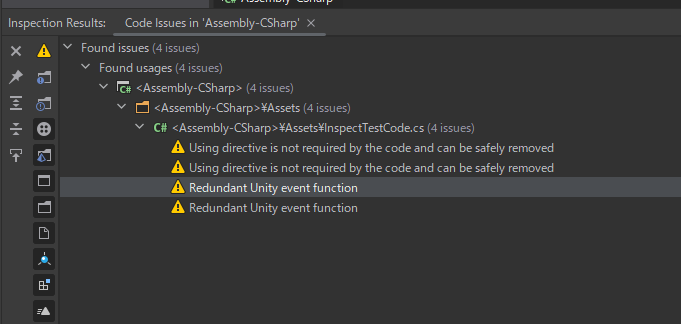 Assembly-CSharp
Inspection Results: Code Issues in 'Assembly-CSharp'
Found issues (4 issues)
Found usages (4 issues)
C# <Assembly-CSharp> (4 issues)
<Assembly-CSharp>¥Assets (4 issues)
C# <Assembly-CSharp>¥Assets¥InspectTestCode.cs (4 issues)
Using directive is not required by the code and can be safely removed
Using directive is not required by the code and can be safely removed
Redundant Unity event function
Redundant Unity event function